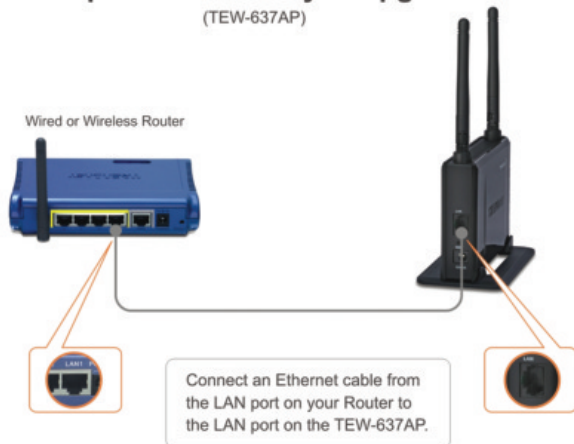 (TEW-637AP)
Wired or Wireless Router
LAN1
LAN
Connect an Ethernet cable from
the LAN port on your Router to
the LAN port on the TEW-637AP.